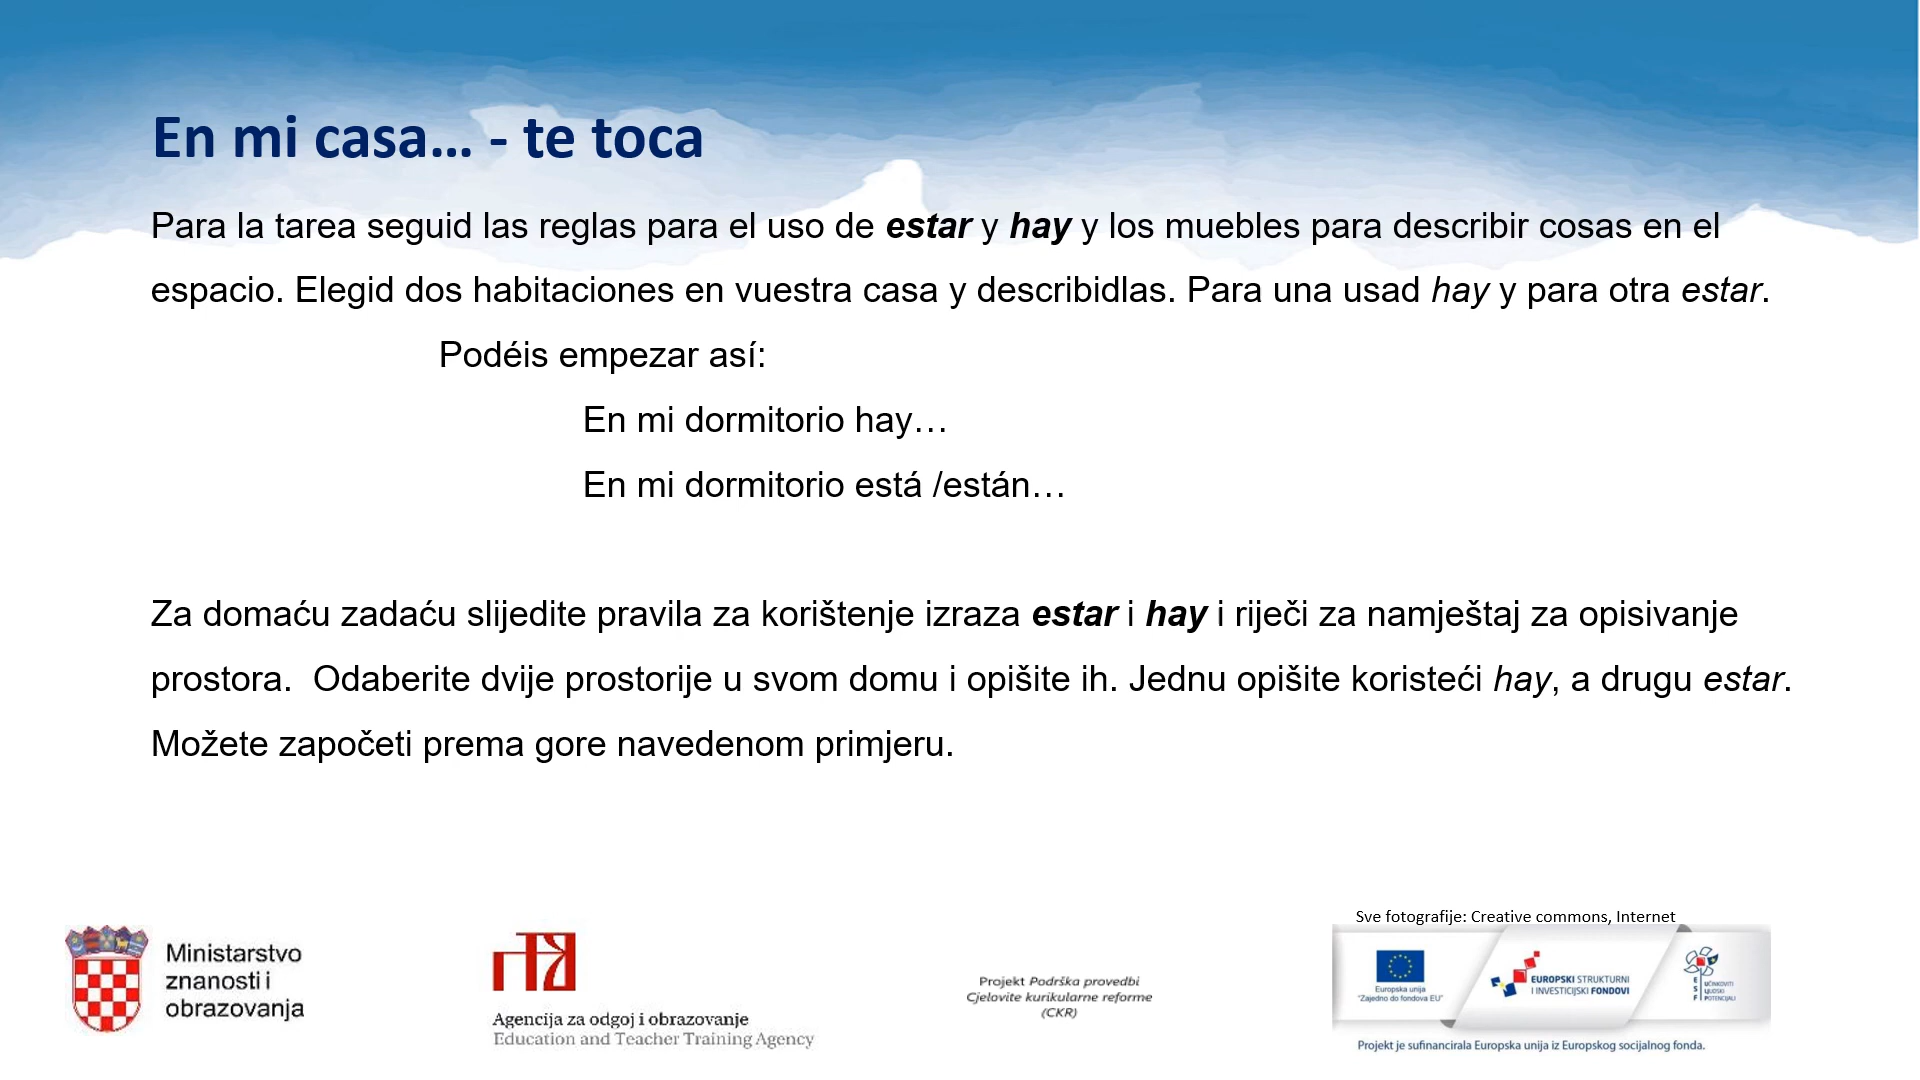 En mi casa… - te toca
Para la tarea seguid las reglas para el uso de estar y hay y los muebles para describir cosas en el
espacio. Elegid dos habitaciones en vuestra casa y describidlas. Para una usad hay y para otra estar.
Podéis empezar así:
En mi dormitorio hay…
En mi dormitorio está /están…
Za domaću zadaću slijedite pravila za korištenje izraza estar i hay i riječi za namještaj za opisivanje
prostora.  Odaberite dvije prostorije u svom domu i opišite ih. Jednu opišite koristeći hay, a drugu estar.
Možete započeti prema gore navedenom primjeru.
Ministarstvo
znanosti i
obrazovanja
Agencija za odgoj i obrazovanje
Education and Teacher Training Agency
Projekt Podrška provedbi
Cjelovite kurikularne reforme
(CKR)
Sve fotografije: Creative commons, Internet
Europska unija
"Zajedno do fondova EU"
EUROPSKI STRUKTURNI
I INVESTICIJSKI FONDOVI
ESF
UČINKOVITI
LJUDSKI
POTENCIJALI
Projekt je sufinancirala Europska unija iz Europskog socijalnog fonda.